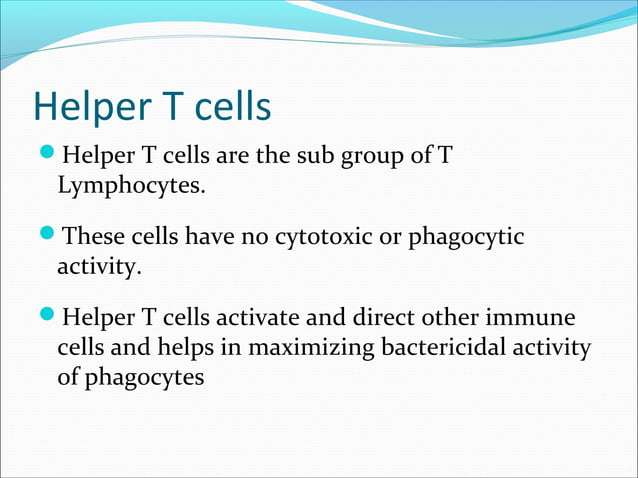 Helper T cells
Helper T cells are the sub group of T
Lymphocytes.
These cells have no cytotoxic or phagocytic
activity.
Helper T cells activate and direct other immune
cells and helps in maximizing bactericidal activity
of phagocytes